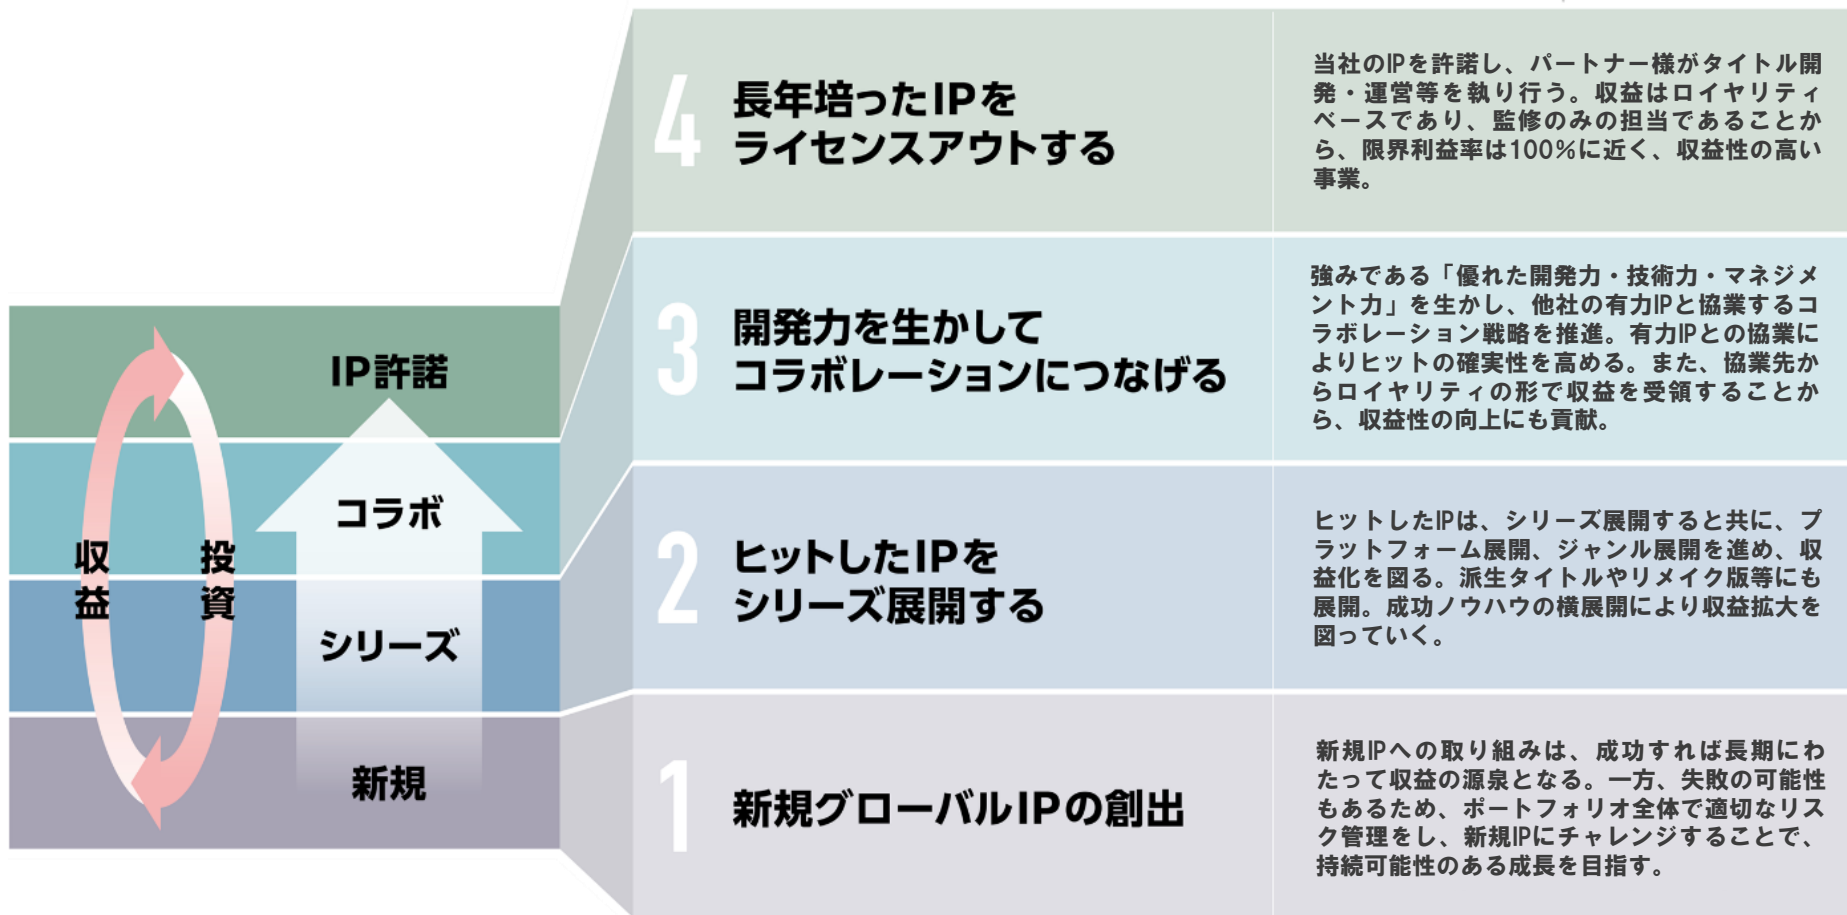 IP許諾
コラボ
シリーズ
新規
収益
投資
4
長年培ったIPを
ライセンスアウトする
当社のIPを許諾し、パートナー様がタイトル開
発・運営等を執り行う。収益はロイヤリティ
ベースであり、監修のみの担当であることか
ら、限界利益率は100%に近く、収益性の高い
事業。
3
開発力を生かして
コラボレーションにつなげる
強みである「優れた開発力・技術力・マネジメ
ント力」を生かし、他社の有力IPと協業するコ
ラボレーション戦略を推進。有力IPとの協業に
よりヒットの確実性を高める。また、協業先か
らロイヤリティの形で収益を受領することか
ら、収益性の向上にも貢献。
2
ヒットしたIPを
シリーズ展開する
ヒットしたIPは、シリーズ展開すると共に、プ
ラットフォーム展開、ジャンル展開を進め、収
益化を図る。派生タイトルやリメイク版等にも
展開。成功ノウハウの横展開により収益拡大を
図っていく。
1
新規グローバルIPの創出
新規IPへの取り組みは、成功すれば長期にわ
たって収益の源泉となる。一方、失敗の可能性
もあるため、ポートフォリオ全体で適切なリス
ク管理をし、新規IPにチャレンジすることで、
持続可能性のある成長を目指す。